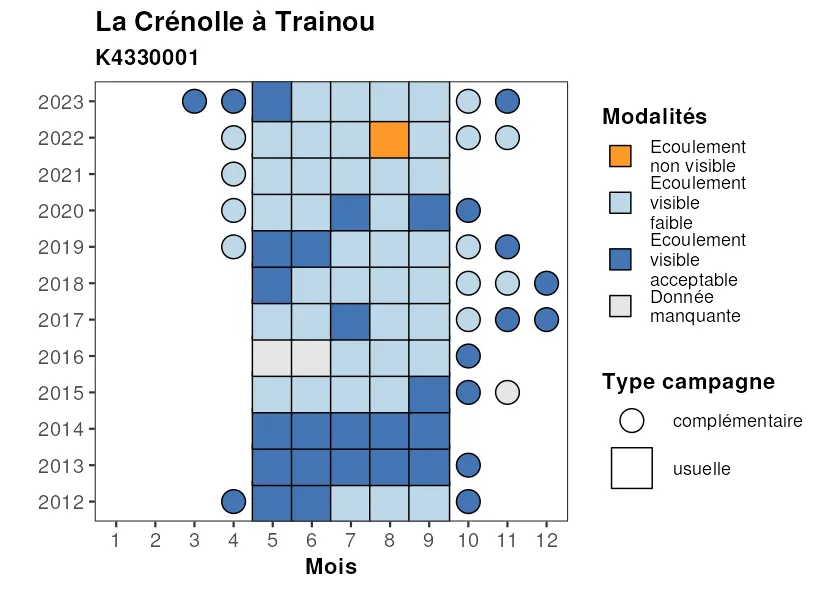 La Crénolle à Trainou
K4330001
2023
2022
2021
2020
2019
2018
2017
2016
2015
2014
2013
2012
1 2 3 4 5 6 7 8 9 10 11 12
Mois
Modalités
Ecoulement
non visible
Ecoulement
visible
faible
Ecoulement
visible
acceptable
Donnée
manquante
Type campagne
complémentaire
usuelle